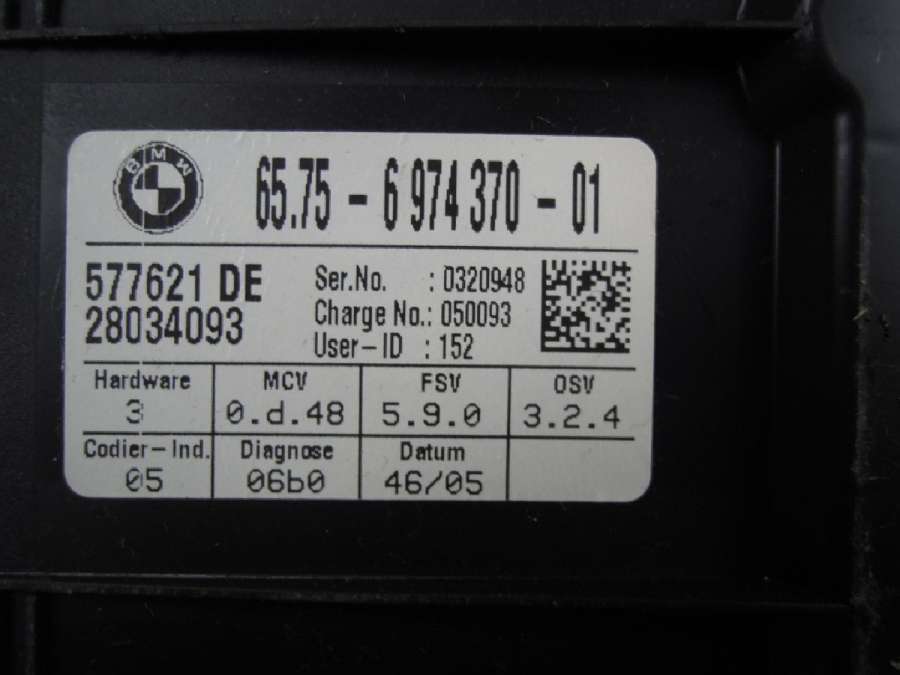 BMW
65.75 - 6 974 370 - 01
577621 DE
28034093
Ser.No. : 0320948
Charge No.: 050093
User-ID : 152
Hardware MCV FSV OSV
3 0.d.48 5.9.0 3.2.4
Codier-Ind. Diagnose Datum
05 06b0 46/05